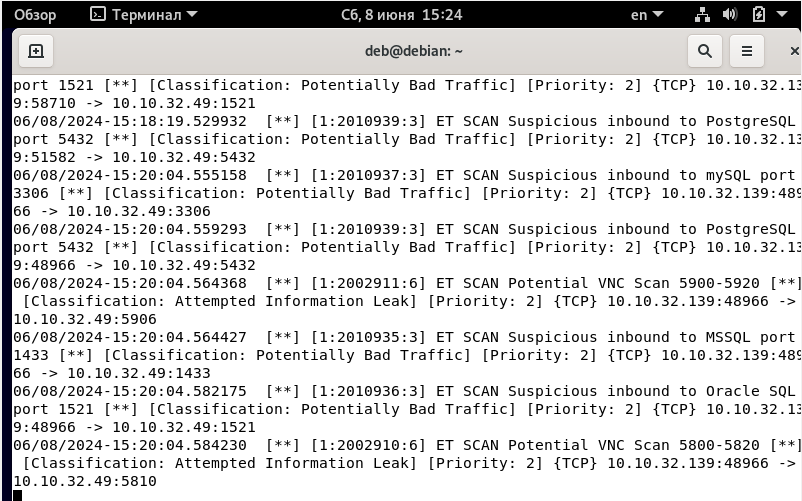 Обзор
Терминал
Сб, 8 июня 15:24
en
deb@debian: ~
port 1521 [**] [Classification: Potentially Bad Traffic] [Priority: 2] {TCP} 10.10.32.13
9:58710 -> 10.10.32.49:1521
06/08/2024-15:18:19.529932  [**] [1:2010939:3] ET SCAN Suspicious inbound to PostgreSQL
port 5432 [**] [Classification: Potentially Bad Traffic] [Priority: 2] {TCP} 10.10.32.13
9:51582 -> 10.10.32.49:5432
06/08/2024-15:20:04.555158  [**] [1:2010937:3] ET SCAN Suspicious inbound to mySQL port
3306 [**] [Classification: Potentially Bad Traffic] [Priority: 2] {TCP} 10.10.32.139:489
66 -> 10.10.32.49:3306
06/08/2024-15:20:04.559293  [**] [1:2010939:3] ET SCAN Suspicious inbound to PostgreSQL
port 5432 [**] [Classification: Potentially Bad Traffic] [Priority: 2] {TCP} 10.10.32.13
9:48966 -> 10.10.32.49:5432
06/08/2024-15:20:04.564368  [**] [1:2002911:6] ET SCAN Potential VNC Scan 5900-5920 [**]
[Classification: Attempted Information Leak] [Priority: 2] {TCP} 10.10.32.139:48966 ->
10.10.32.49:5906
06/08/2024-15:20:04.564427  [**] [1:2010935:3] ET SCAN Suspicious inbound to MSSQL port
1433 [**] [Classification: Potentially Bad Traffic] [Priority: 2] {TCP} 10.10.32.139:489
66 -> 10.10.32.49:1433
06/08/2024-15:20:04.582175  [**] [1:2010936:3] ET SCAN Suspicious inbound to Oracle SQL
port 1521 [**] [Classification: Potentially Bad Traffic] [Priority: 2] {TCP} 10.10.32.13
9:48966 -> 10.10.32.49:1521
06/08/2024-15:20:04.584230  [**] [1:2002910:6] ET SCAN Potential VNC Scan 5800-5820 [**]
[Classification: Attempted Information Leak] [Priority: 2] {TCP} 10.10.32.139:48966 ->
10.10.32.49:5810